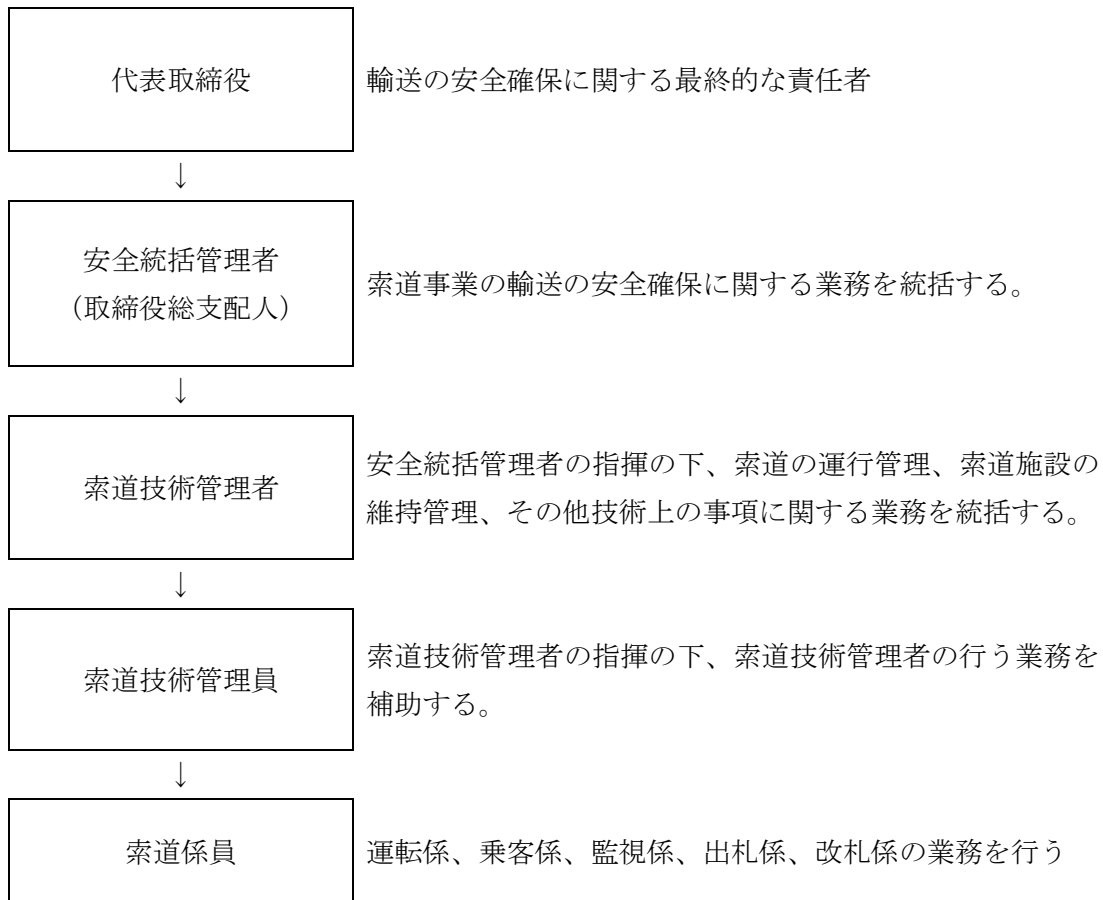 代表取締役
輸送の安全確保に関する最終的な責任者
↓
安全統括管理者
(取締役総支配人)
索道事業の輸送の安全確保に関する業務を統括する。
↓
索道技術管理者
安全統括管理者の指揮の下、索道の運行管理、索道施設の
維持管理、その他技術上の事項に関する業務を統括する。
↓
索道技術管理員
索道技術管理者の指揮の下、索道技術管理者の行う業務を
補助する。
↓
索道係員
運転係、乗客係、監視係、出札係、改札係の業務を行う